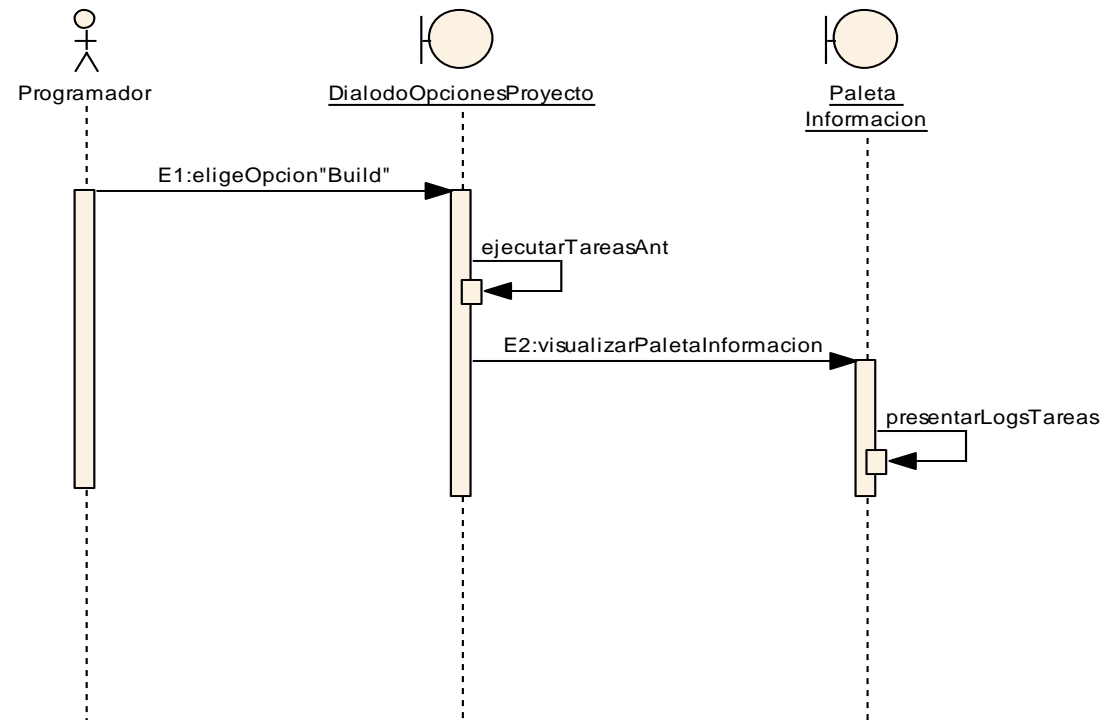 Programador
DialodoOpcionesProyecto
Paleta
Informacion
E1:eligeOpcion"Build"
ejecutarTareasAnt
E2:visualizarPaletaInformacion
presentarLogsTareas